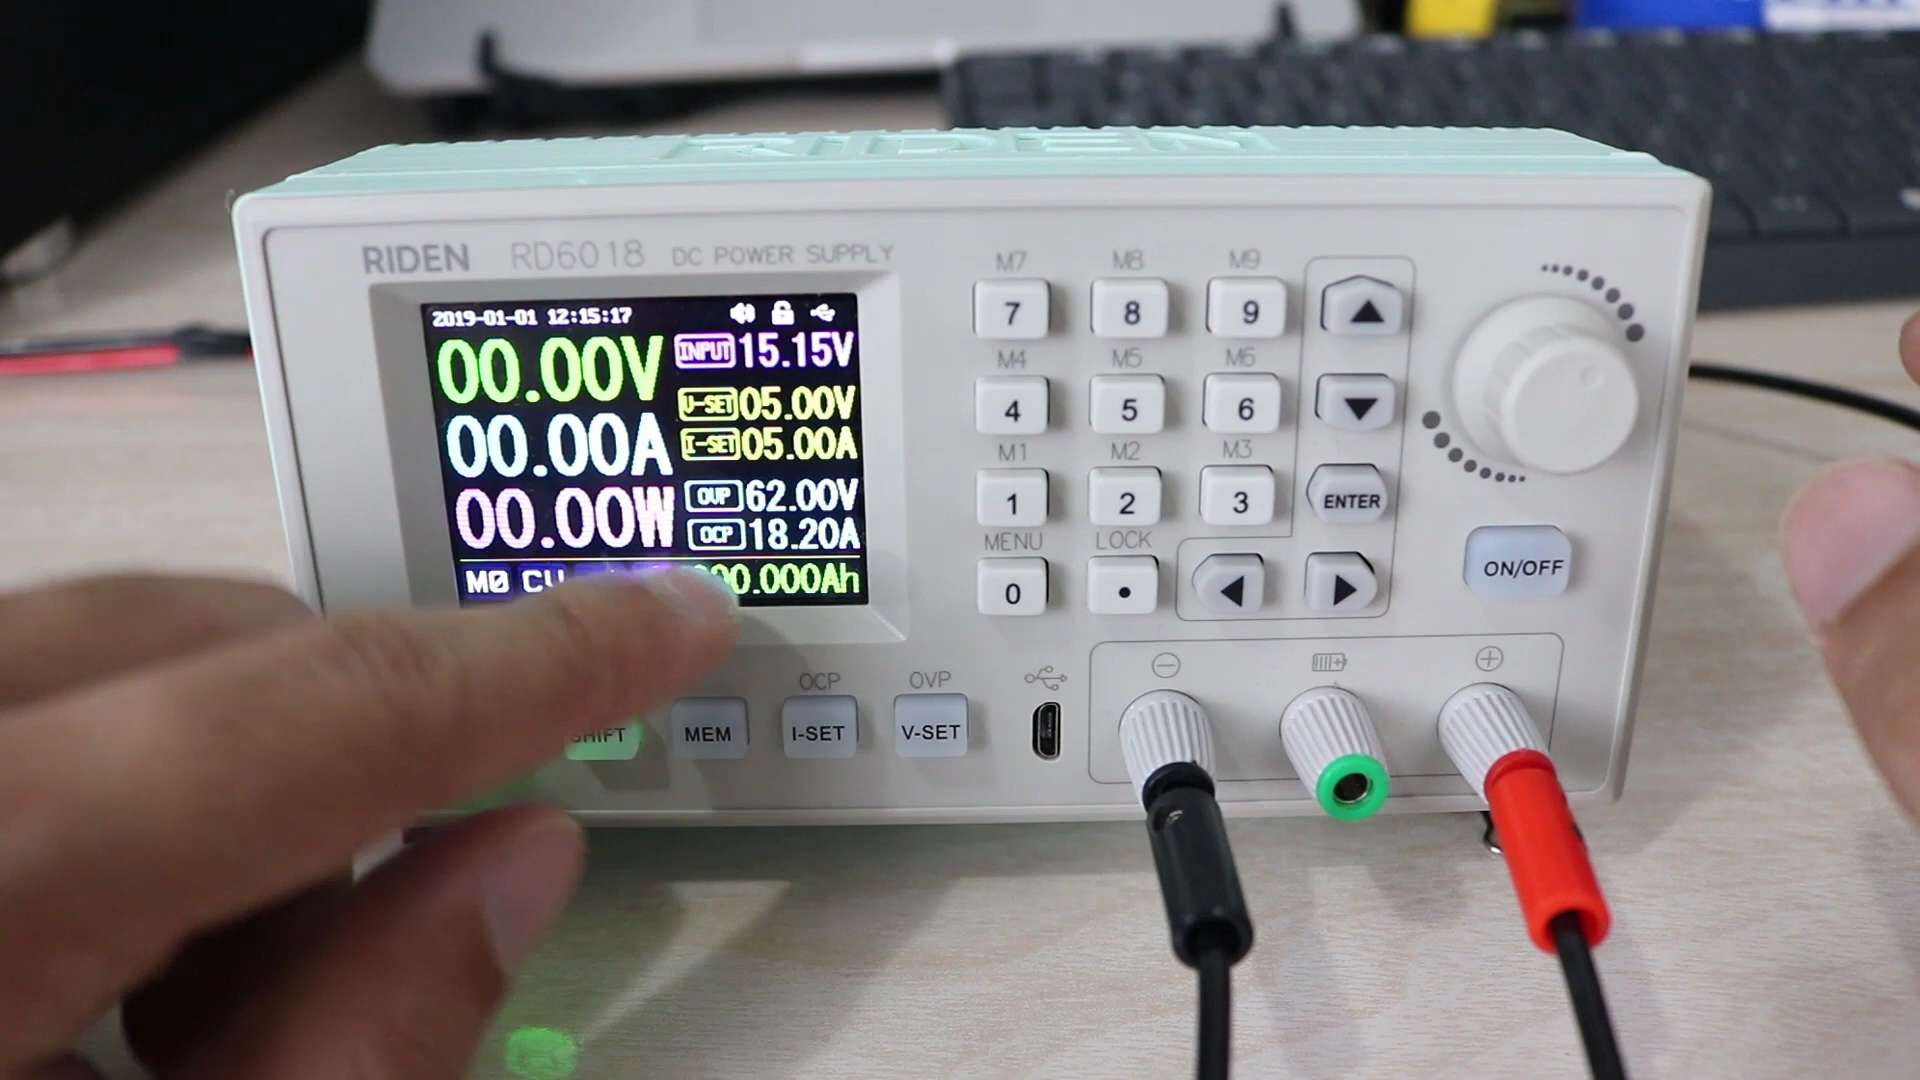 RIDEN
RIDEN RD6018 DC POWER SUPPLY
2019-01-01 12:15:17
00.00V
INPUT 15.15V
U-SET 05.00V
00.00A
I-SET 05.00A
00.00W
OVP 62.00V
OCP 18.20A
M0 CV
00.000Ah
M7 M8 M9
7 8 9
M4 M5 M6
4 5 6
M1 M2 M3
1 2 3
ENTER
MENU LOCK
0 .
ON/OFF
OCP OVP
SHIFT MEM I-SET V-SET